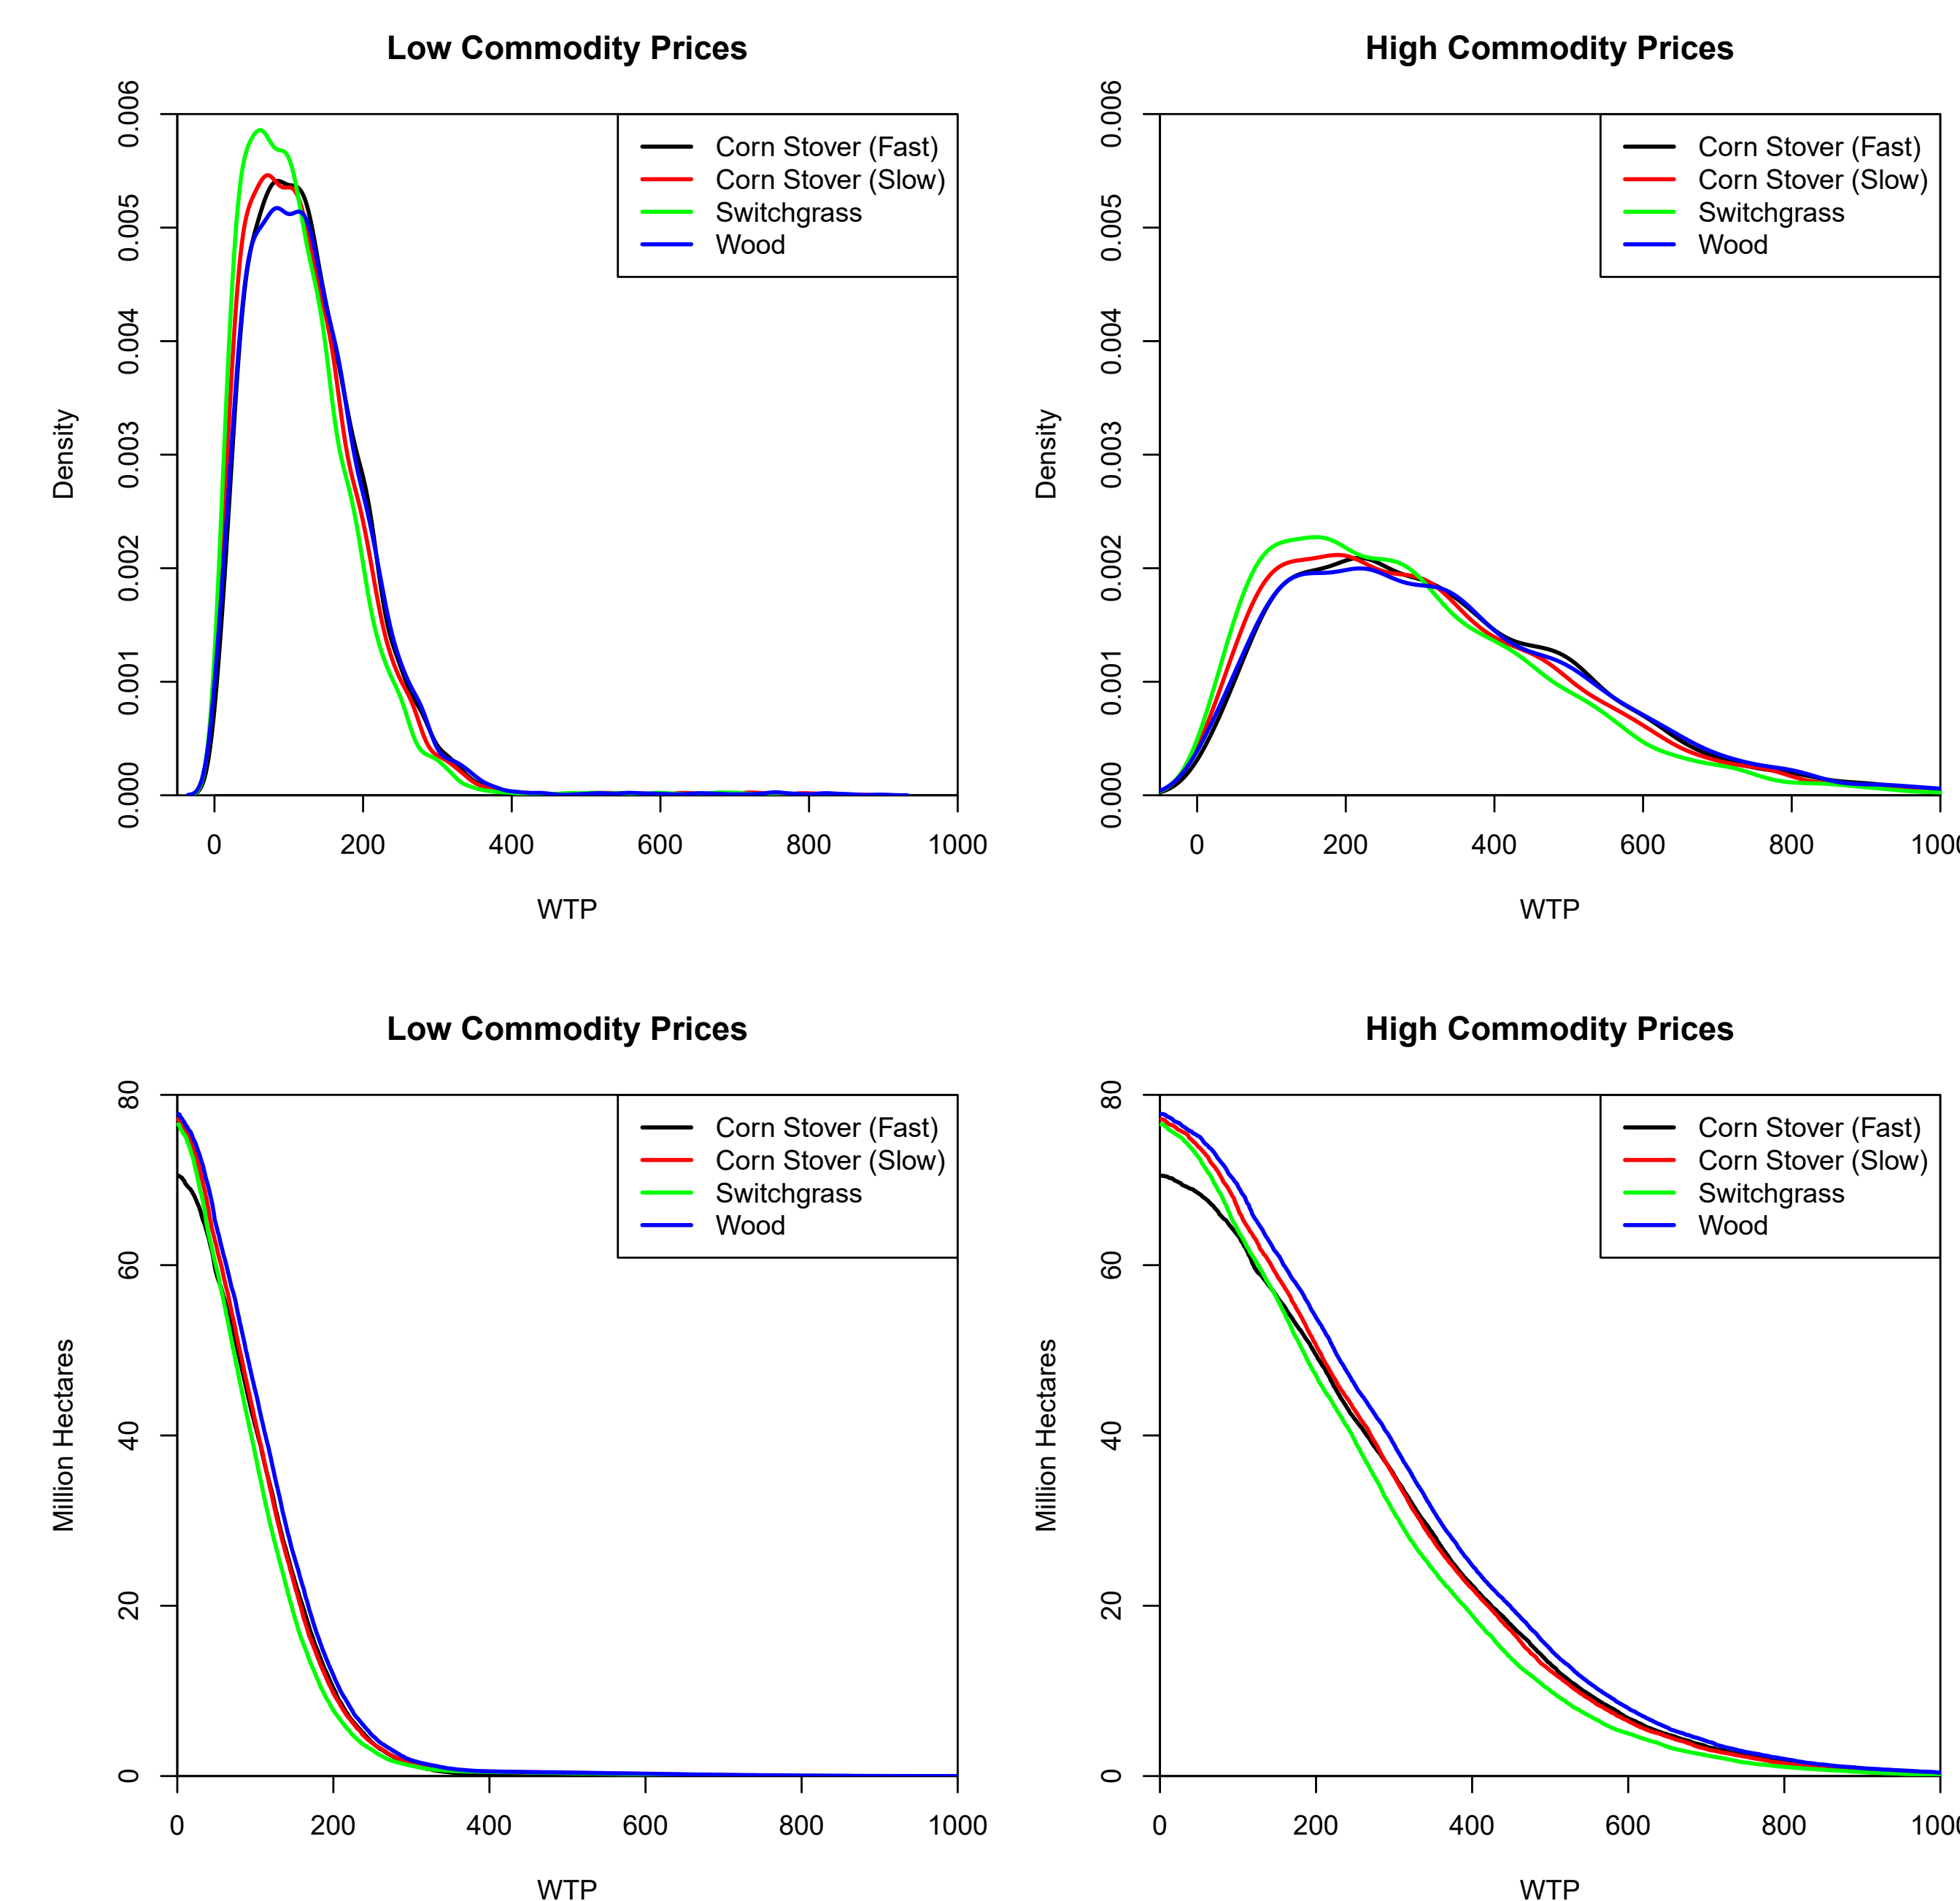 Low Commodity Prices
Density
0.000 0.001 0.002 0.003 0.004 0.005 0.006
Corn Stover (Fast)
Corn Stover (Slow)
Switchgrass
Wood
0 200 400 600 800 1000
WTP
High Commodity Prices
Density
0.000 0.001 0.002 0.003 0.004 0.005 0.006
Corn Stover (Fast)
Corn Stover (Slow)
Switchgrass
Wood
0 200 400 600 800 1000
WTP
Low Commodity Prices
Million Hectares
0 20 40 60 80
Corn Stover (Fast)
Corn Stover (Slow)
Switchgrass
Wood
0 200 400 600 800 1000
WTP
High Commodity Prices
Million Hectares
0 20 40 60 80
Corn Stover (Fast)
Corn Stover (Slow)
Switchgrass
Wood
0 200 400 600 800 1000
WTP